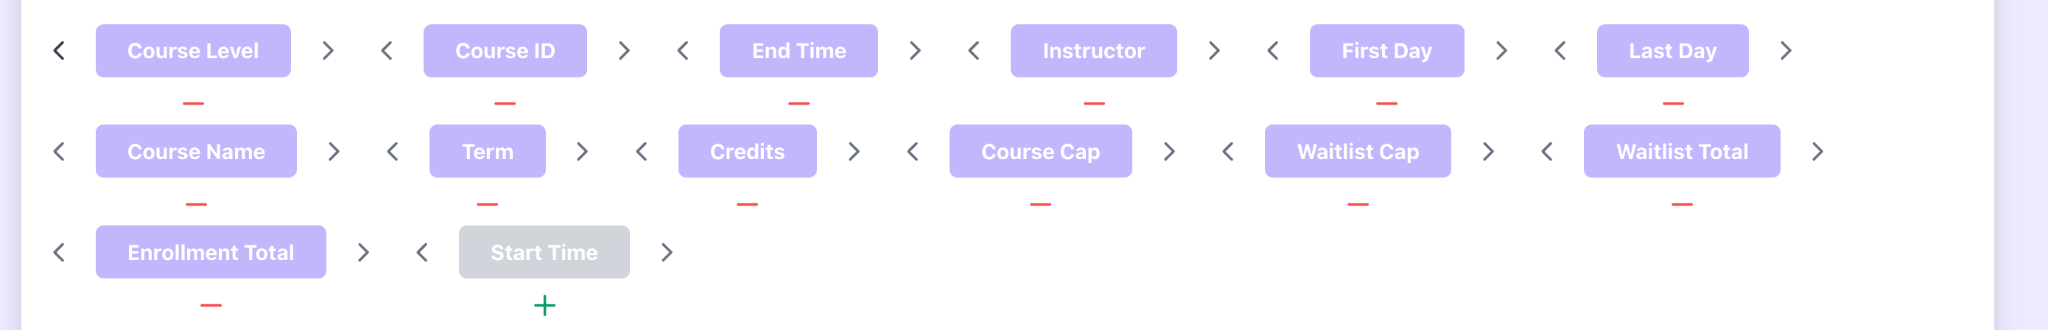 Course Level Course ID End Time Instructor First Day Last Day
Course Name Term Credits Course Cap Waitlist Cap Waitlist Total
Enrollment Total Start Time